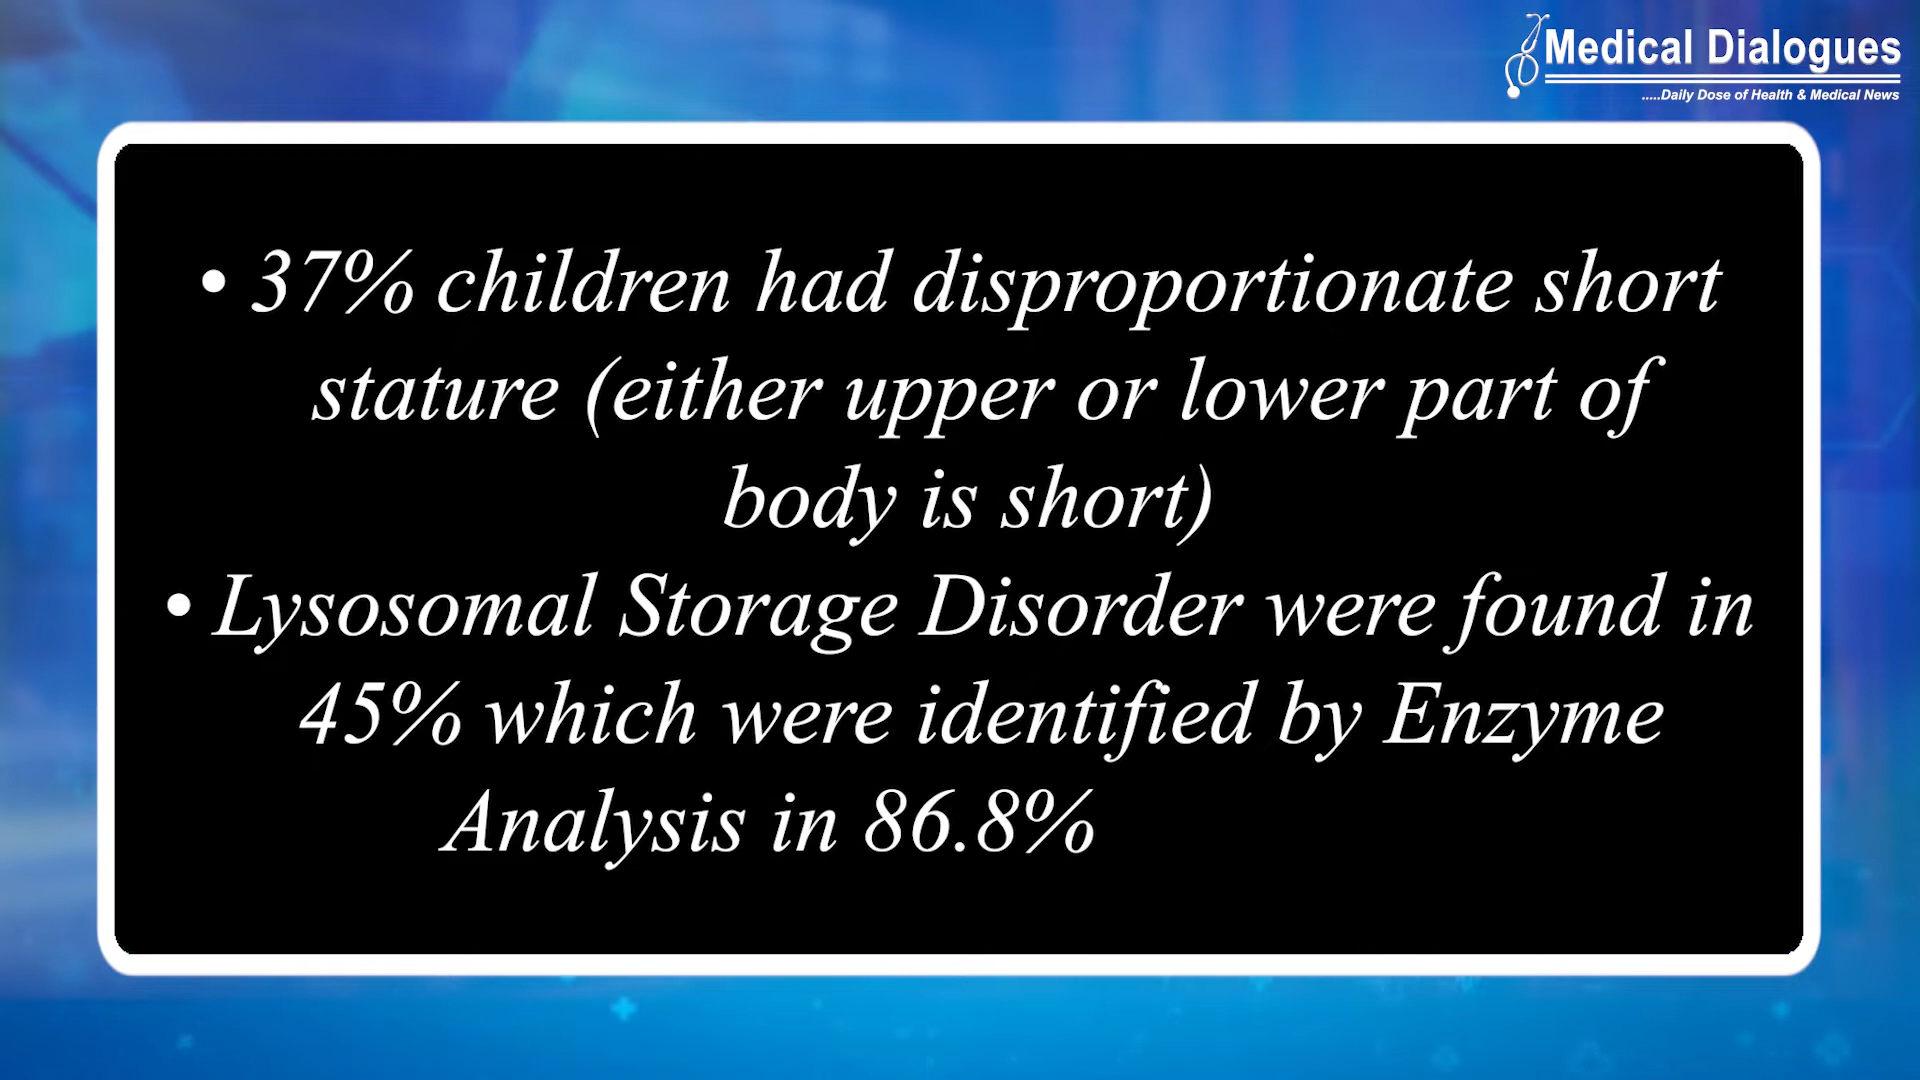 Medical Dialogues
.....Daily Dose of Health & Medical News
• 37% children had disproportionate short
stature (either upper or lower part of
body is short)
• Lysosomal Storage Disorder were found in
45% which were identified by Enzyme
Analysis in 86.8%